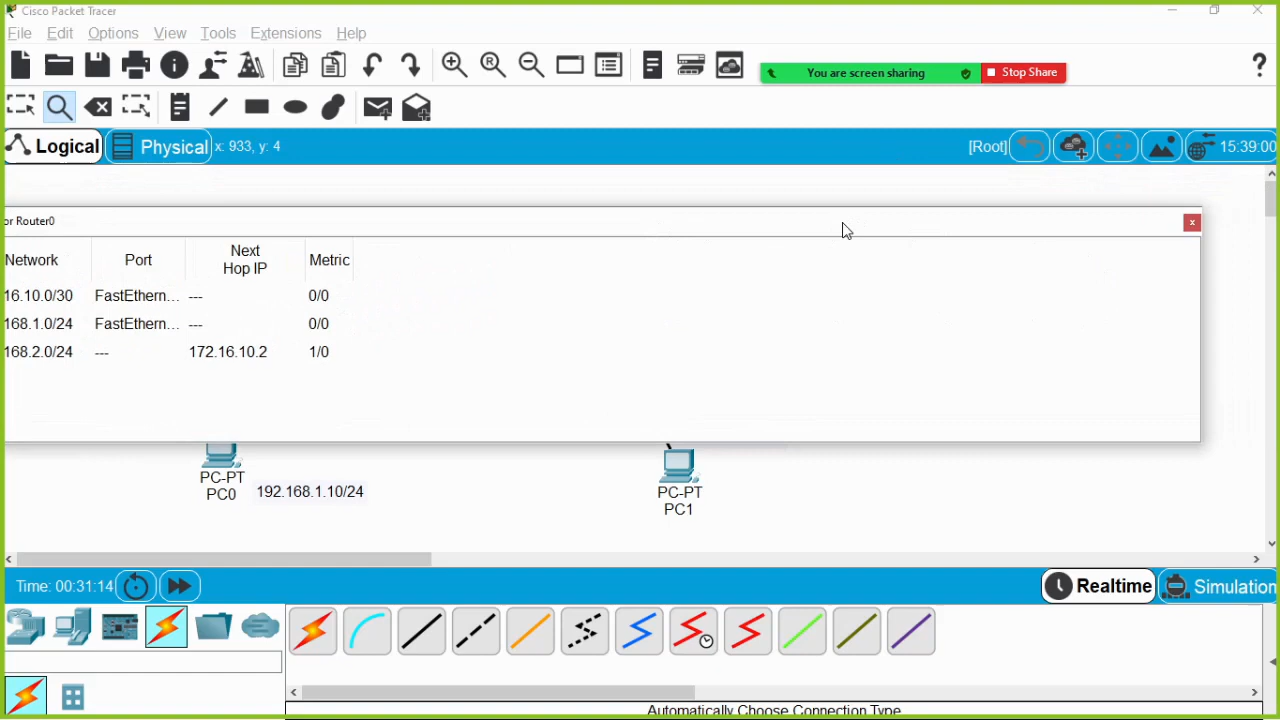 Cisco Packet Tracer
File Edit Options View Tools Extensions Help
You are screen sharing Stop Share
Logical Physical x: 933, y: 4 [Root] 15:39:00
or Router0
Network Port Next Hop IP Metric
16.10.0/30 FastEthern... --- 0/0
168.1.0/24 FastEthern... --- 0/0
168.2.0/24 --- 172.16.10.2 1/0
PC-PT
PC0
192.168.1.10/24
PC-PT
PC1
Time: 00:31:14 Realtime Simulation
Automatically Choose Connection Type